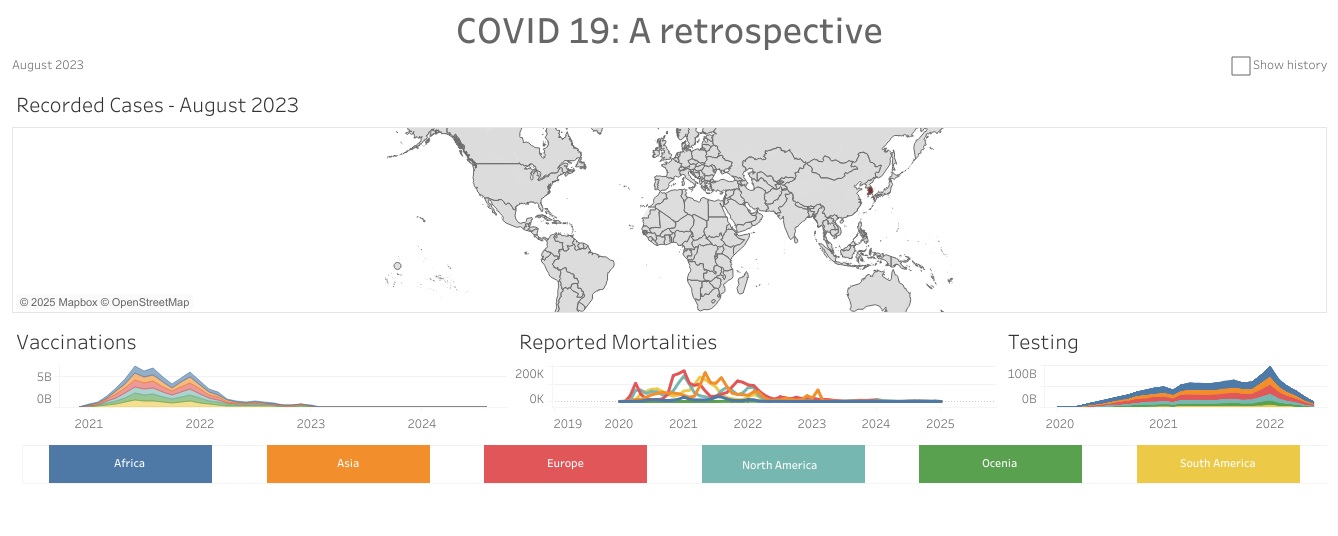 COVID 19: A retrospective
August 2023
Show history
Recorded Cases - August 2023
© 2025 Mapbox © OpenStreetMap
Vaccinations
Reported Mortalities
Testing
5B
0B
2021 2022 2023 2024
200K
0K
2019 2020 2021 2022 2023 2024 2025
100B
0B
2020 2021 2022
Africa
Asia
Europe
North America
Ocenia
South America